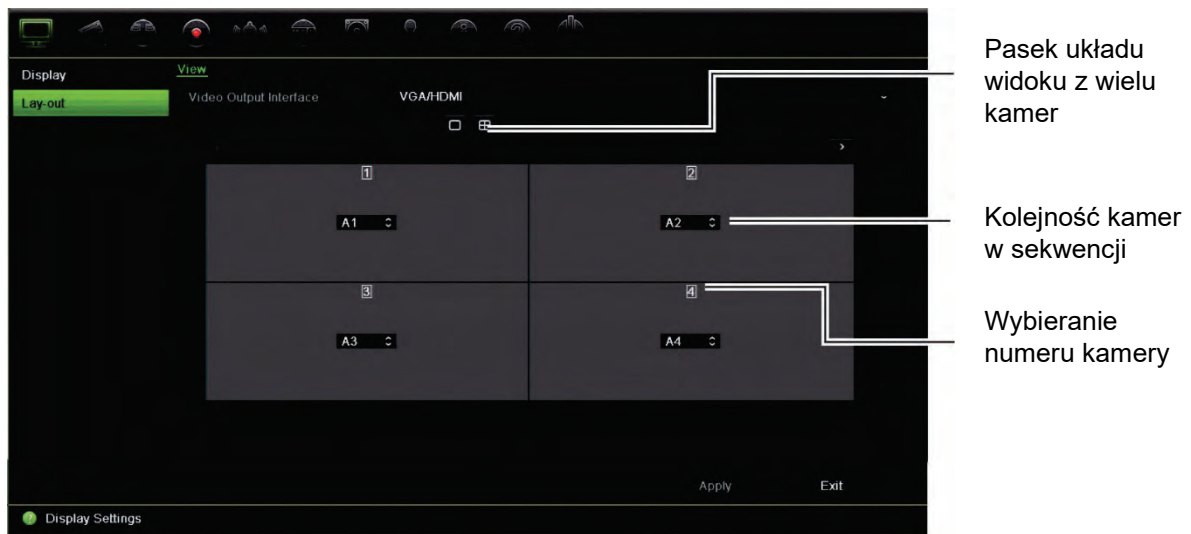 Display
Lay-out
View
Video Output Interface VGA/HDMI
1
2
A1
A2
3
4
A3
A4
Apply Exit
Display Settings
Pasek układu
widoku z wielu
kamer
Kolejność kamer
w sekwencji
Wybieranie
numeru kamery